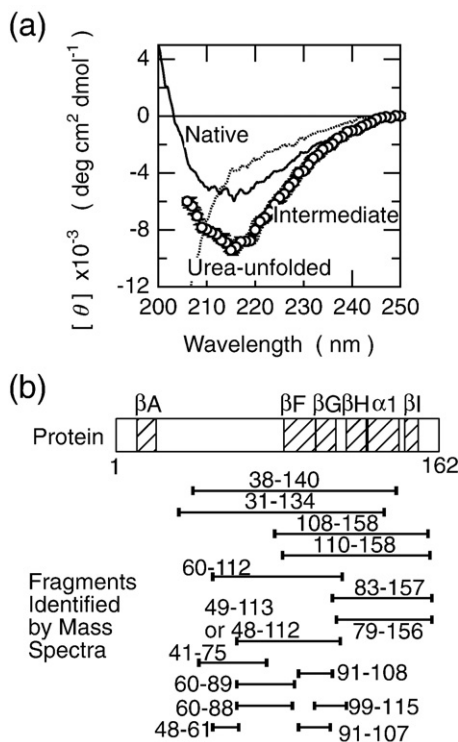 (a)
4
0
-4
-8
-12
[θ] x10-3 ( deg cm2 dmol-1 )
Native
Intermediate
Urea-unfolded
200 210 220 230 240 250
Wavelength ( nm )
(b)
βA βF βG βH α1 βI
Protein
1 162
38-140
31-134
108-158
110-158
60-112
Fragments
Identified
by Mass
Spectra
83-157
49-113
or 48-112
79-156
41-75
91-108
60-89
60-88
99-115
48-61
91-107